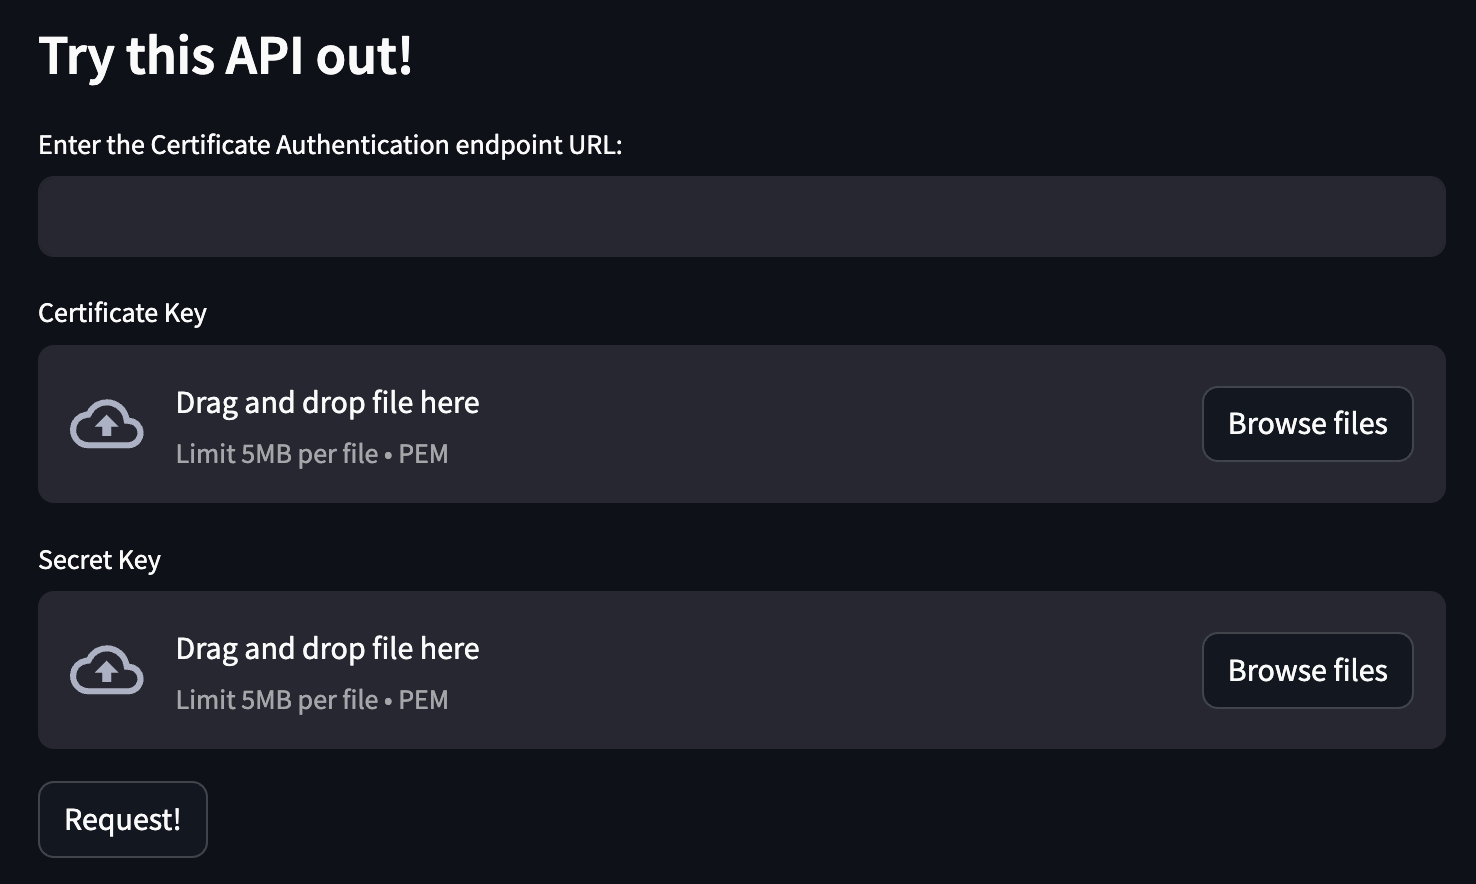 Try this API out!
Enter the Certificate Authentication endpoint URL:
Certificate Key
Drag and drop file here
Limit 5MB per file • PEM
Browse files
Secret Key
Drag and drop file here
Limit 5MB per file • PEM
Browse files
Request!